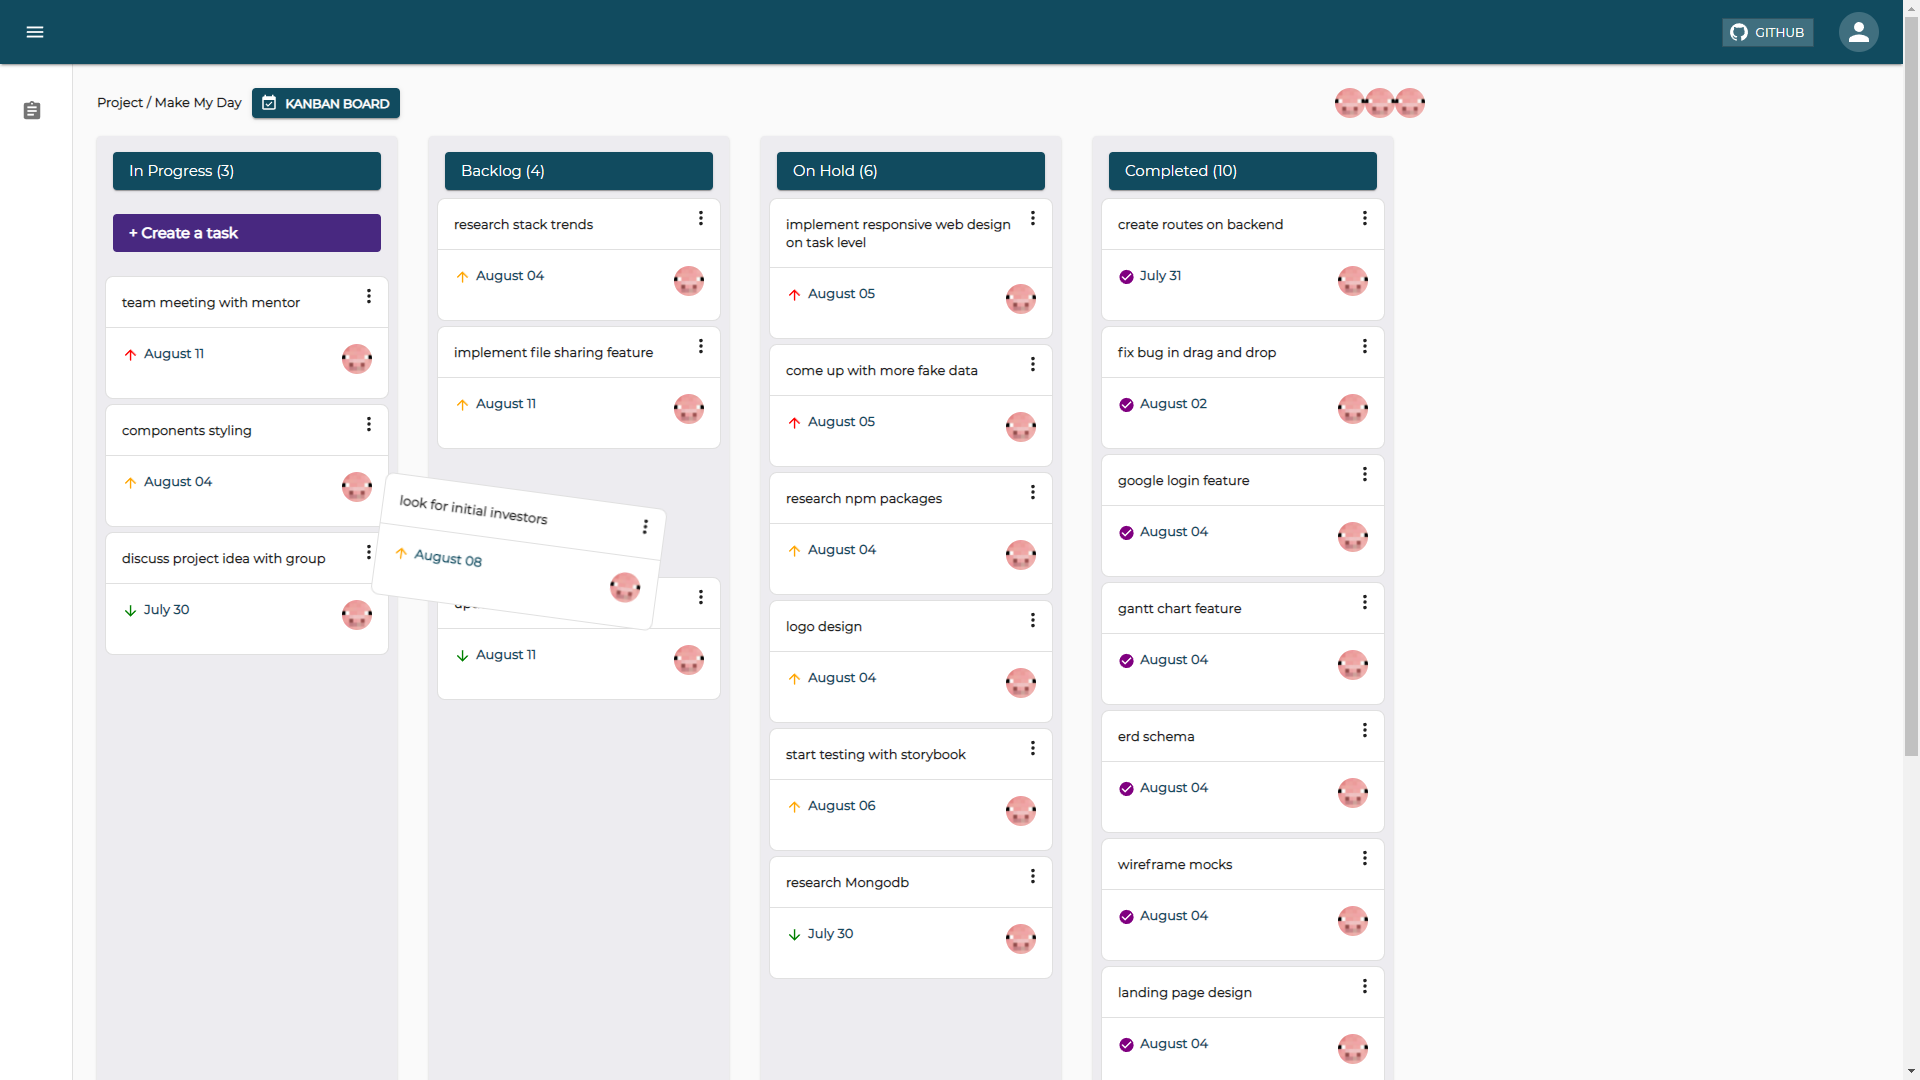 GITHUB
Project / Make My Day
KANBAN BOARD
In Progress (3)
+ Create a task
team meeting with mentor
August 11
components styling
August 04
discuss project idea with group
July 30
Backlog (4)
research stack trends
August 04
implement file sharing feature
August 11
look for initial investors
August 08
August 11
On Hold (6)
implement responsive web design
on task level
August 05
come up with more fake data
August 05
research npm packages
August 04
logo design
August 04
start testing with storybook
August 06
research Mongodb
July 30
Completed (10)
create routes on backend
July 31
fix bug in drag and drop
August 02
google login feature
August 04
gantt chart feature
August 04
erd schema
August 04
wireframe mocks
August 04
landing page design
August 04